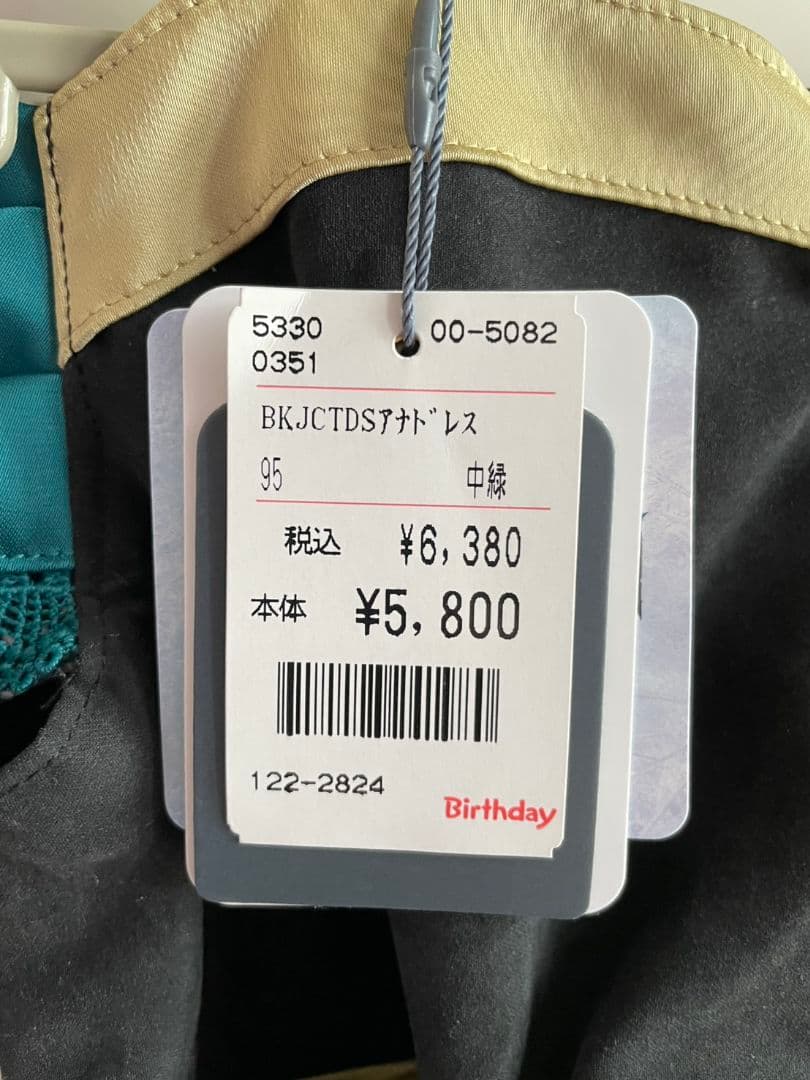 5330 00-5082
0351
BKJCTDSｱﾅﾄﾞﾚｽ
95 中緑
税込 ¥6,380
本体 ¥5,800
122-2824
Birthday